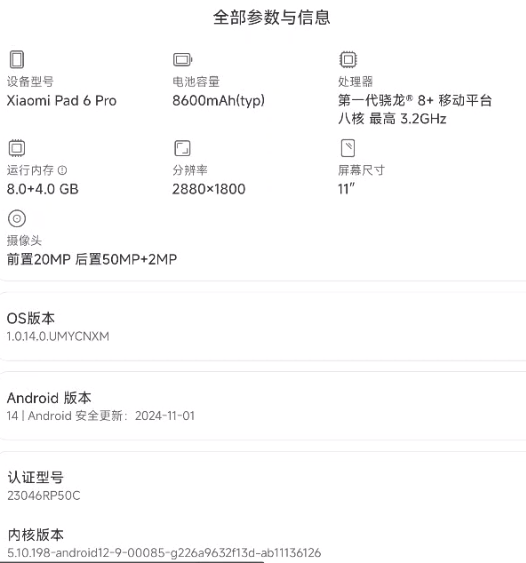 全部参数与信息
设备型号
Xiaomi Pad 6 Pro
电池容量
8600mAh(typ)
处理器
第一代骁龙® 8+ 移动平台
八核 最高 3.2GHz
运行内存
8.0+4.0 GB
分辨率
2880×1800
屏幕尺寸
11"
摄像头
前置20MP 后置50MP+2MP
OS版本
1.0.14.0.UMYCNXM
Android 版本
14 | Android 安全更新：2024-11-01
认证型号
23046RP50C
内核版本
5.10.198-android12-9-00085-g226a9632f13d-ab11136126